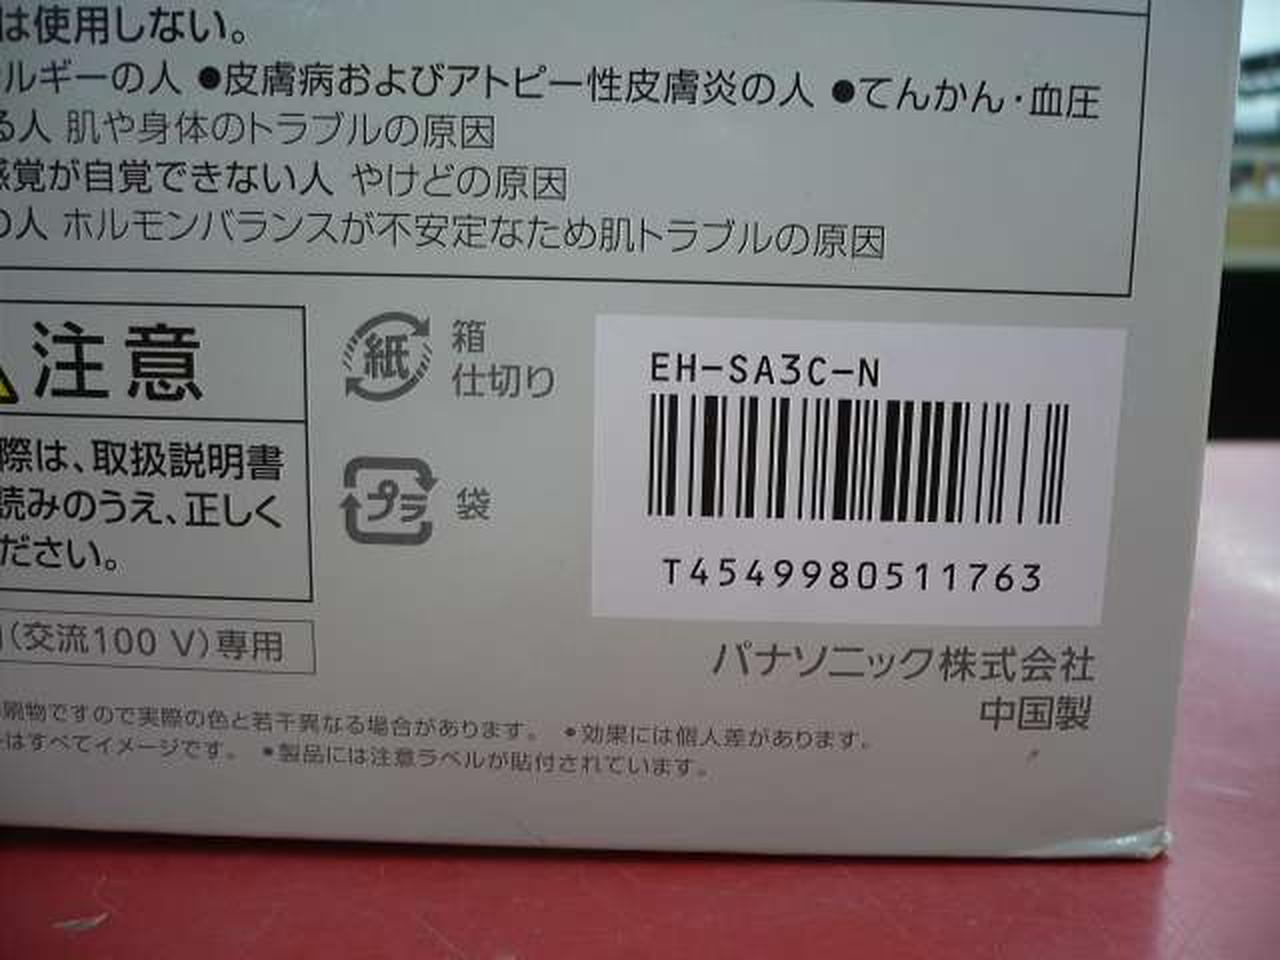 は使用しない。
ルギーの人 ●皮膚病およびアトピー性皮膚炎の人 ●てんかん・血圧
る人 肌や身体のトラブルの原因
感覚が自覚できない人 やけどの原因
の人 ホルモンバランスが不安定なため肌トラブルの原因
注意
際は、取扱説明書
読みのうえ、正しく
ださい。
(交流100 V)専用
紙 箱
仕切り
プラ 袋
EH-SA3C-N
T4549980511763
パナソニック株式会社
中国製
刷物ですので実際の色と若干異なる場合があります。 ●効果には個人差があります。
はすべてイメージです。 ●製品には注意ラベルが貼付されています。